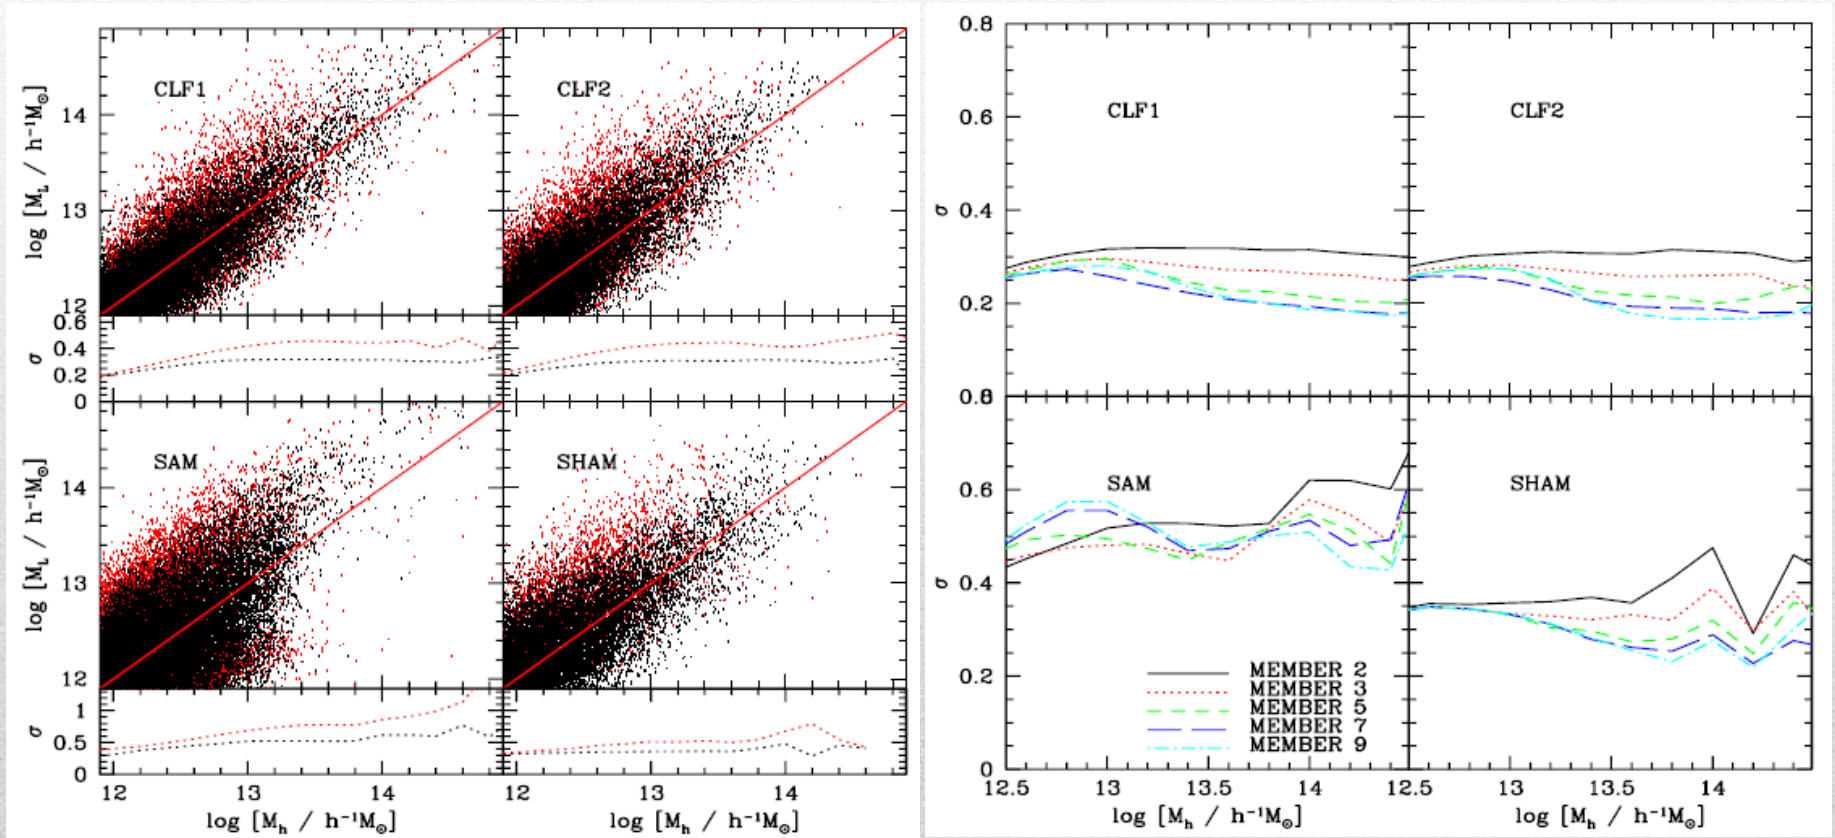 CLF1
CLF2
log [M_L / h⁻¹M⊙]
14
13
12
σ
0.6
0.4
0.2
0
SAM
SHAM
log [M_L / h⁻¹M⊙]
14
13
12
σ
1
0.5
0
12
13
14
12
13
14
log [M_h / h⁻¹M⊙]
log [M_h / h⁻¹M⊙]
0.8
CLF1
CLF2
0.6
σ
0.4
0.2
0.8
SAM
SHAM
0.6
σ
0.4
0.2
MEMBER 2
MEMBER 3
MEMBER 5
MEMBER 7
MEMBER 9
0
12.5
13
13.5
14
12.5
13
13.5
14
log [M_h / h⁻¹M⊙]
log [M_h / h⁻¹M⊙]